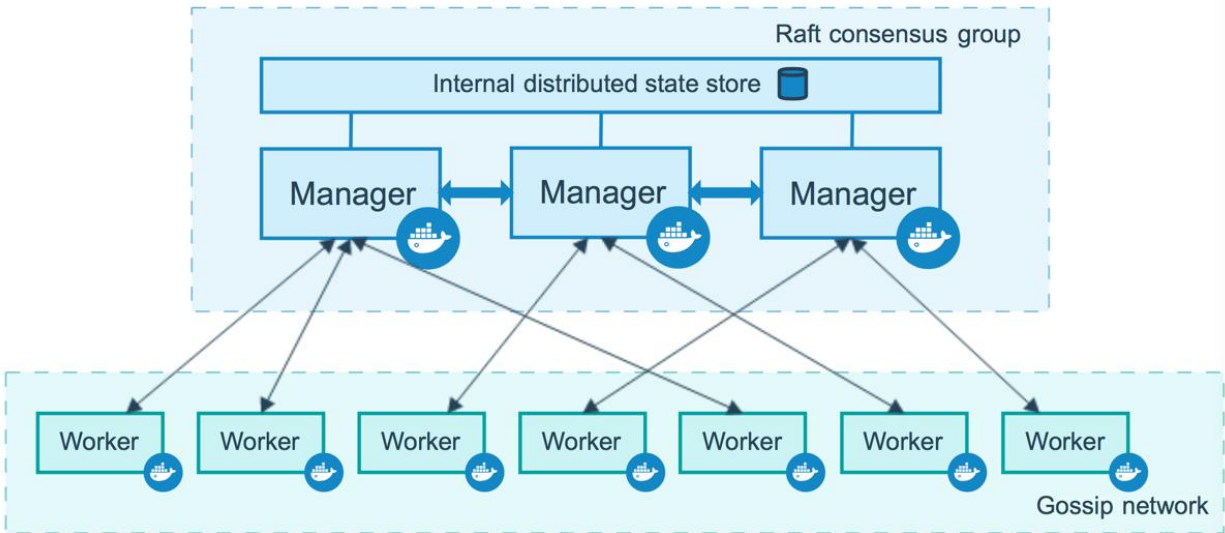 Raft consensus group
Internal distributed state store
Manager
Manager
Manager
Worker
Worker
Worker
Worker
Worker
Worker
Worker
Gossip network